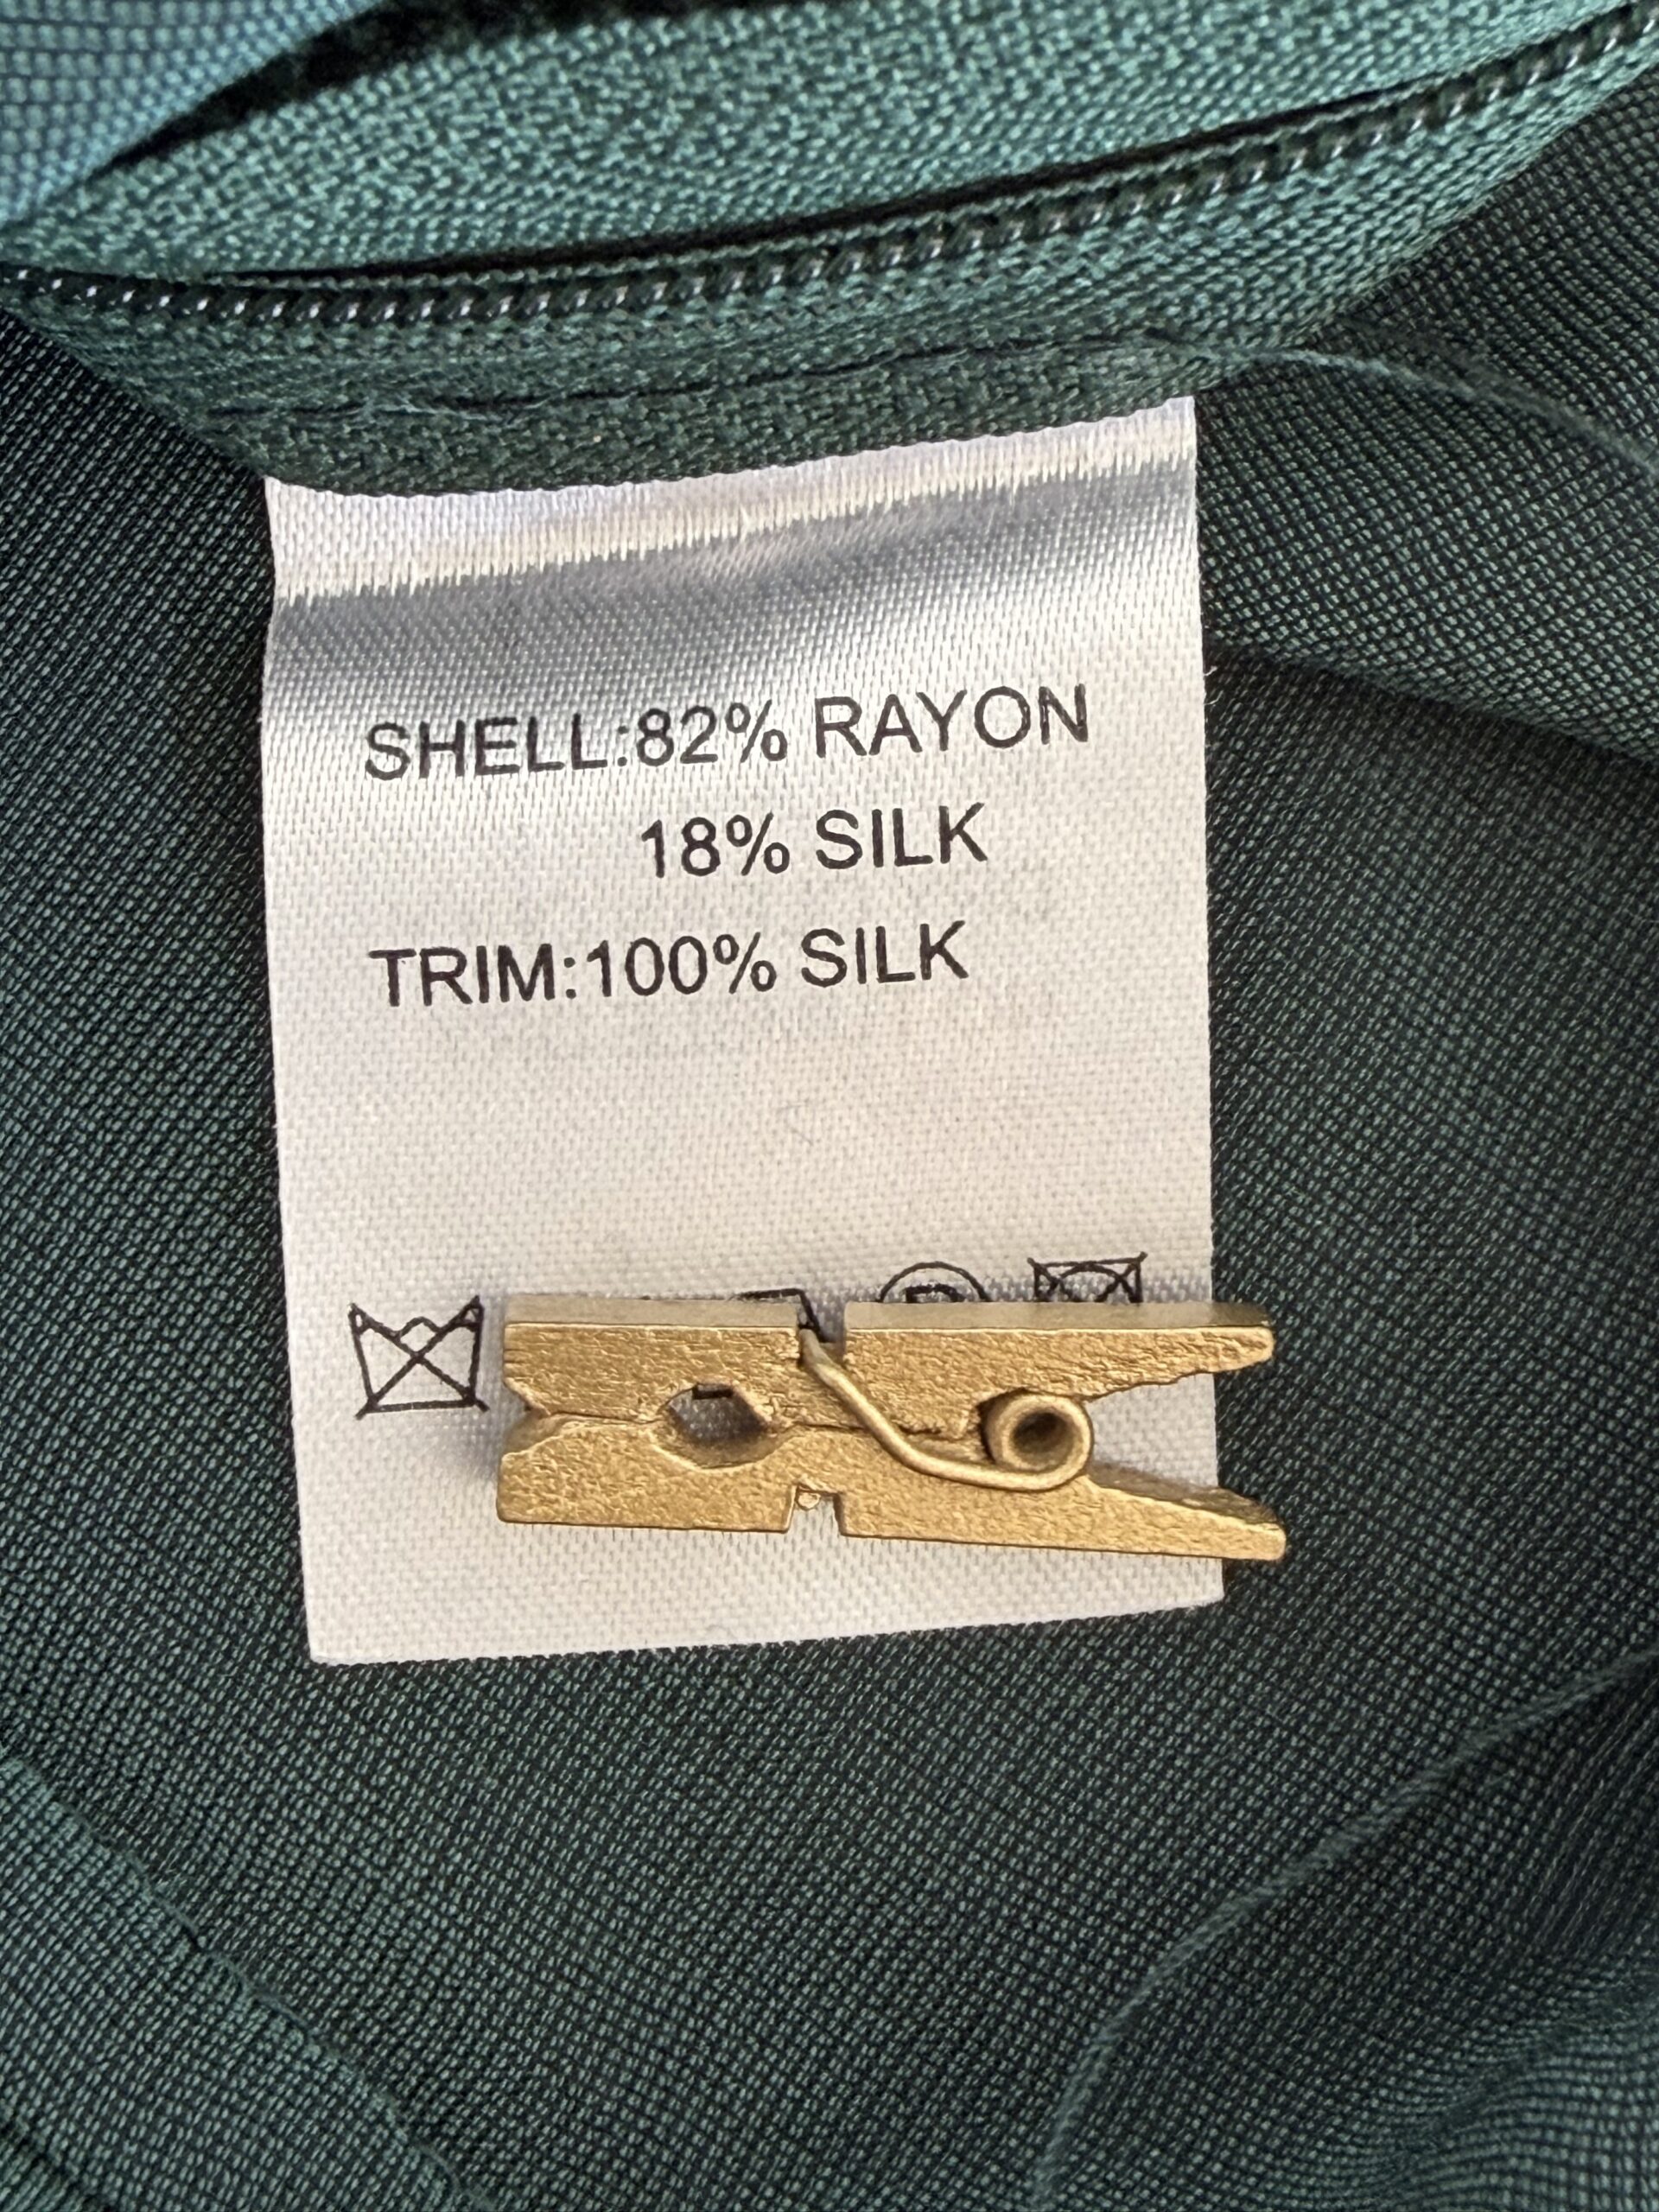 SHELL:82% RAYON
18% SILK
TRIM:100% SILK